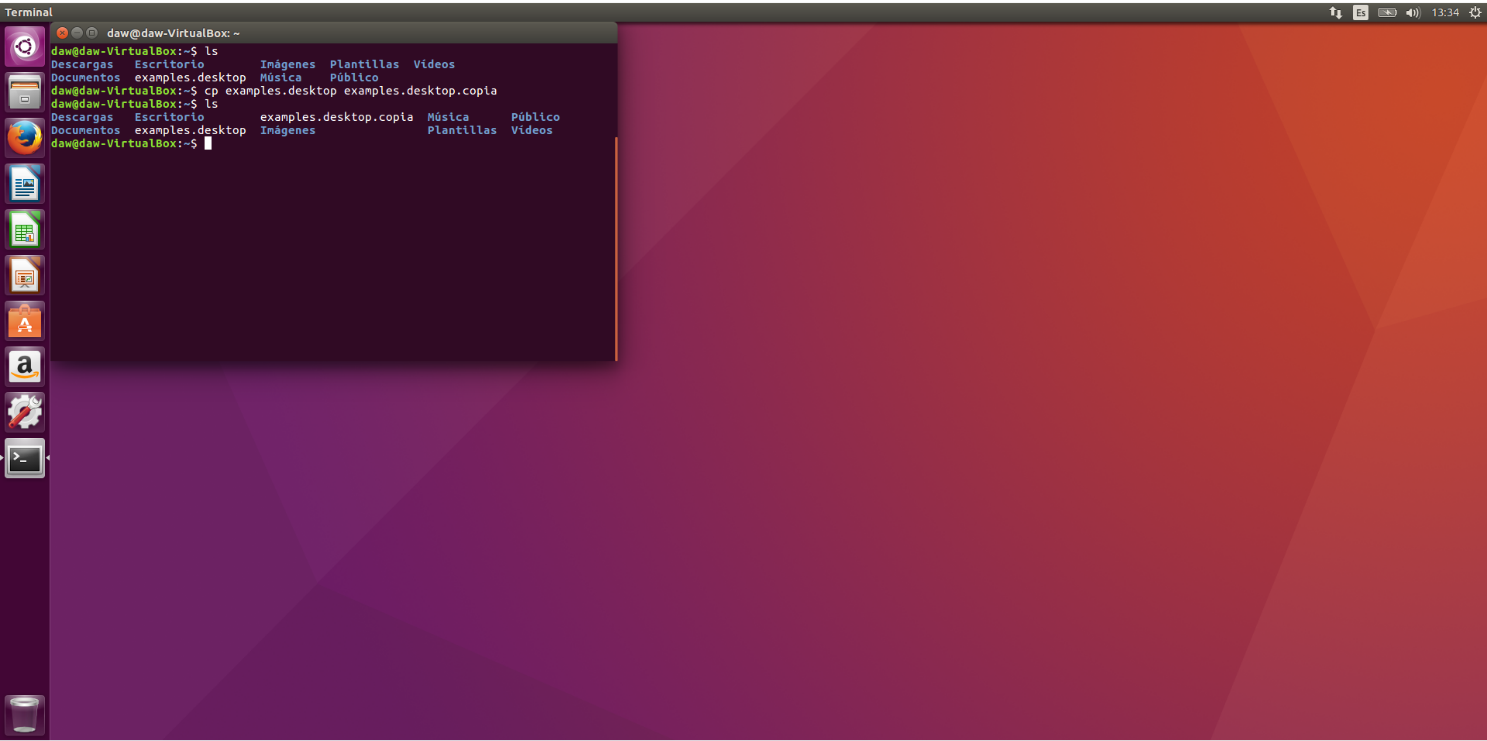 Terminal
Es
13:34
daw@daw-VirtualBox: ~
daw@daw-VirtualBox:~$ ls
Descargas Escritorio Imágenes Plantillas Vídeos
Documentos examples.desktop Música Público
daw@daw-VirtualBox:~$ cp examples.desktop examples.desktop.copia
daw@daw-VirtualBox:~$ ls
Descargas Escritorio examples.desktop.copia Música Público
Documentos examples.desktop Imágenes Plantillas Vídeos
daw@daw-VirtualBox:~$
a
>_